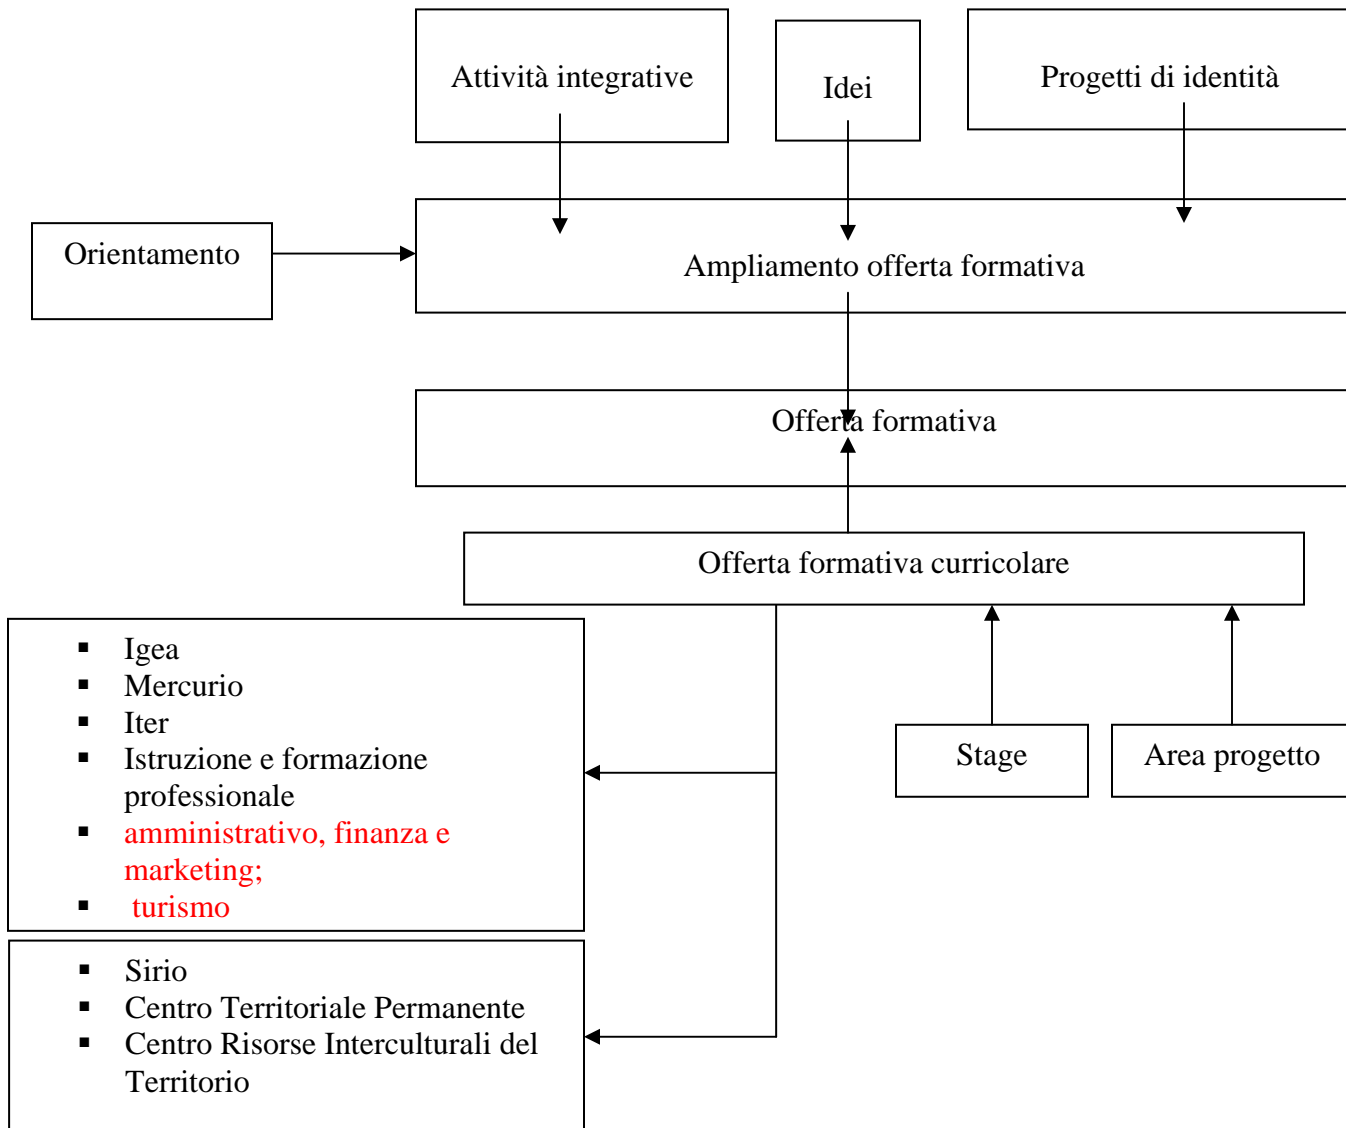 Attività integrative
Idei
Progetti di identità
Orientamento
Ampliamento offerta formativa
Offerta formativa
Offerta formativa curricolare
▪ Igea
▪ Mercurio
▪ Iter
▪ Istruzione e formazione
professionale
▪ amministrativo, finanza e
marketing;
▪ turismo
Stage
Area progetto
▪ Sirio
▪ Centro Territoriale Permanente
▪ Centro Risorse Interculturali del
Territorio